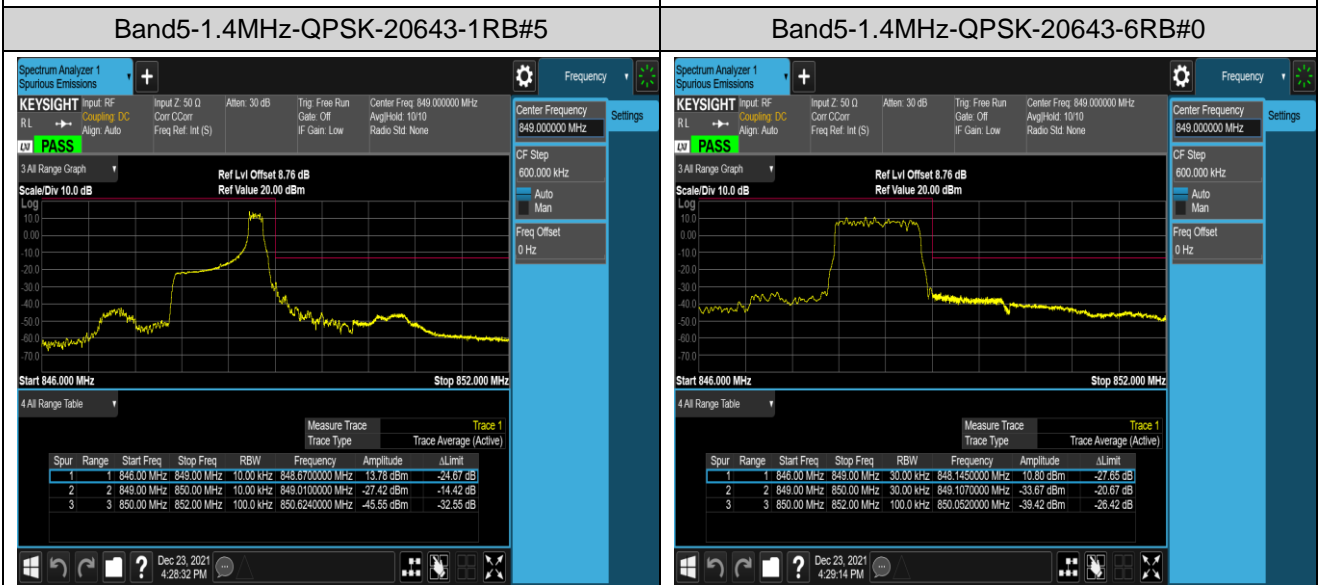 Band5-1.4MHz-QPSK-20643-1RB#5
Spectrum Analyzer 1
Spurious Emissions
Frequency
KEYSIGHT
RL
Input: RF
Coupling: DC
Align: Auto
Input Z: 50 Ω
Corr CCorr
Freq Ref: Int (S)
Atten: 30 dB
Trig: Free Run
Gate: Off
IF Gain: Low
Center Freq: 849.000000 MHz
Avg|Hold: 10/10
Radio Std: None
LXI PASS
Center Frequency
849.000000 MHz
Settings
CF Step
600.000 kHz
Auto
Man
Freq Offset
0 Hz
3 All Range Graph
Ref Lvl Offset 8.76 dB
Scale/Div 10.0 dB Ref Value 20.00 dBm
Log
10.0
0.00
-10.0
-20.0
-30.0
-40.0
-50.0
-60.0
-70.0
Start 846.000 MHz Stop 852.000 MHz
4 All Range Table
Measure Trace Trace 1
Trace Type Trace Average (Active)
Spur Range Start Freq Stop Freq RBW Frequency Amplitude ΔLimit
1 1 846.00 MHz 849.00 MHz 10.00 kHz 848.6700000 MHz 13.78 dBm -24.67 dB
2 2 849.00 MHz 850.00 MHz 10.00 kHz 849.0100000 MHz -27.42 dBm -14.42 dB
3 3 850.00 MHz 852.00 MHz 100.0 kHz 850.6240000 MHz -45.55 dBm -32.55 dB
?
Dec 23, 2021
4:28:32 PM
Band5-1.4MHz-QPSK-20643-6RB#0
Spectrum Analyzer 1
Spurious Emissions
Frequency
KEYSIGHT
RL
Input: RF
Coupling: DC
Align: Auto
Input Z: 50 Ω
Corr CCorr
Freq Ref: Int (S)
Atten: 30 dB
Trig: Free Run
Gate: Off
IF Gain: Low
Center Freq: 849.000000 MHz
Avg|Hold: 10/10
Radio Std: None
LXI PASS
Center Frequency
849.000000 MHz
Settings
CF Step
600.000 kHz
Auto
Man
Freq Offset
0 Hz
3 All Range Graph
Ref Lvl Offset 8.76 dB
Scale/Div 10.0 dB Ref Value 20.00 dBm
Log
10.0
0.00
-10.0
-20.0
-30.0
-40.0
-50.0
-60.0
-70.0
Start 846.000 MHz Stop 852.000 MHz
4 All Range Table
Measure Trace Trace 1
Trace Type Trace Average (Active)
Spur Range Start Freq Stop Freq RBW Frequency Amplitude ΔLimit
1 1 846.00 MHz 849.00 MHz 30.00 kHz 848.1450000 MHz 10.80 dBm -27.65 dB
2 2 849.00 MHz 850.00 MHz 30.00 kHz 849.1070000 MHz -33.67 dBm -20.67 dB
3 3 850.00 MHz 852.00 MHz 100.0 kHz 850.0520000 MHz -39.42 dBm -26.42 dB
?
Dec 23, 2021
4:29:14 PM